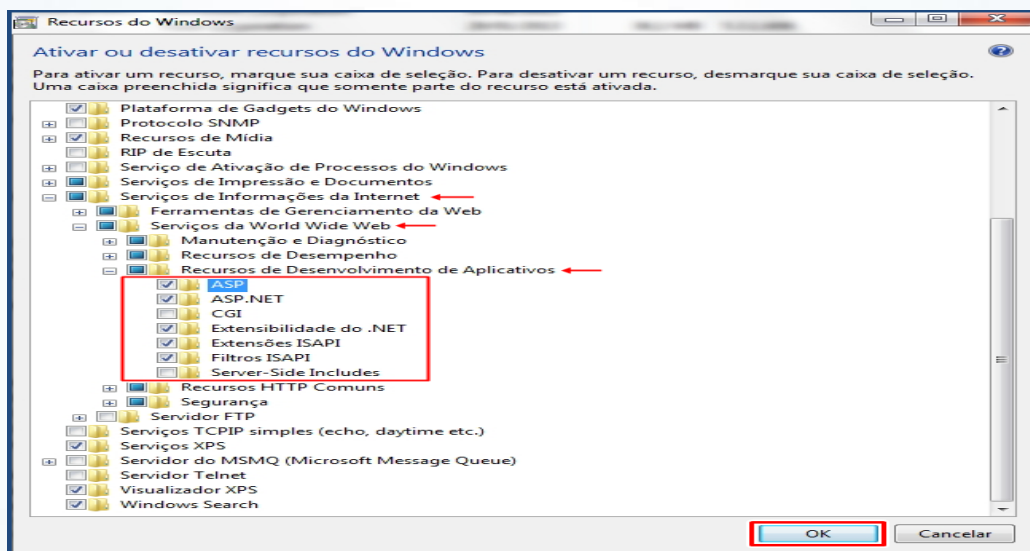 Recursos do Windows
Ativar ou desativar recursos do Windows
Para ativar um recurso, marque sua caixa de seleção. Para desativar um recurso, desmarque sua caixa de seleção.
Uma caixa preenchida significa que somente parte do recurso está ativada.
Plataforma de Gadgets do Windows
Protocolo SNMP
Recursos de Mídia
RIP de Escuta
Serviço de Ativação de Processos do Windows
Serviços de Impressão e Documentos
Serviços de Informações da Internet
Ferramentas de Gerenciamento da Web
Serviços da World Wide Web
Manutenção e Diagnóstico
Recursos de Desempenho
Recursos de Desenvolvimento de Aplicativos
ASP
ASP.NET
CGI
Extensibilidade do .NET
Extensões ISAPI
Filtros ISAPI
Server-Side Includes
Recursos HTTP Comuns
Segurança
Servidor FTP
Serviços TCPIP simples (echo, daytime etc.)
Serviços XPS
Servidor do MSMQ (Microsoft Message Queue)
Servidor Telnet
Visualizador XPS
Windows Search
OK
Cancelar